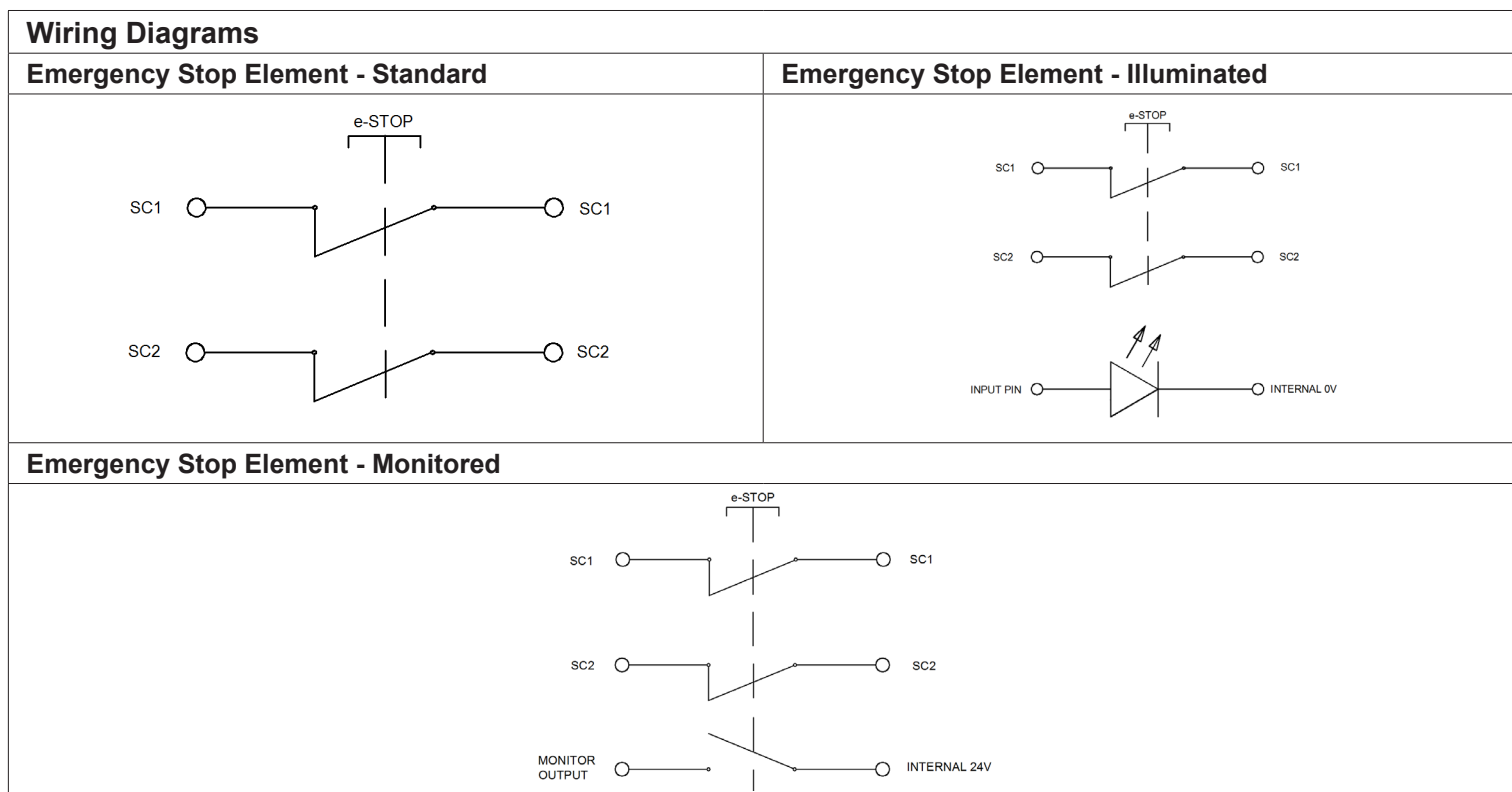 Wiring Diagrams
Emergency Stop Element - Standard
e-STOP
SC1
SC1
SC2
SC2
Emergency Stop Element - Illuminated
e-STOP
SC1
SC1
SC2
SC2
INPUT PIN
INTERNAL 0V
Emergency Stop Element - Monitored
e-STOP
SC1
SC1
SC2
SC2
MONITOR
OUTPUT
INTERNAL 24V